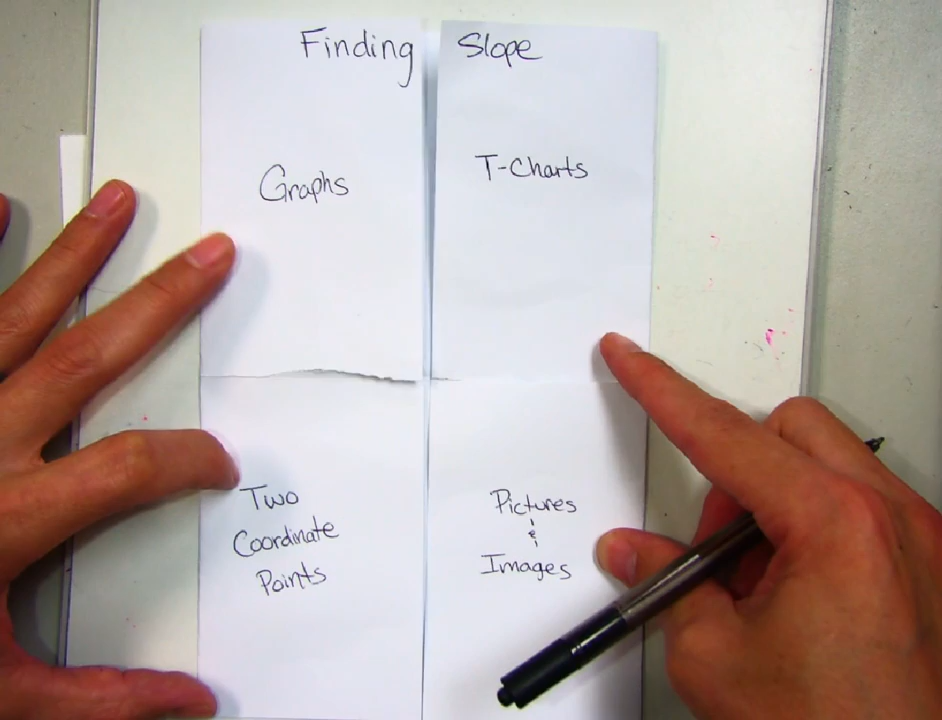 Finding Slope
Graphs
T-Charts
Two
Coordinate
Points
Pictures
&
Images